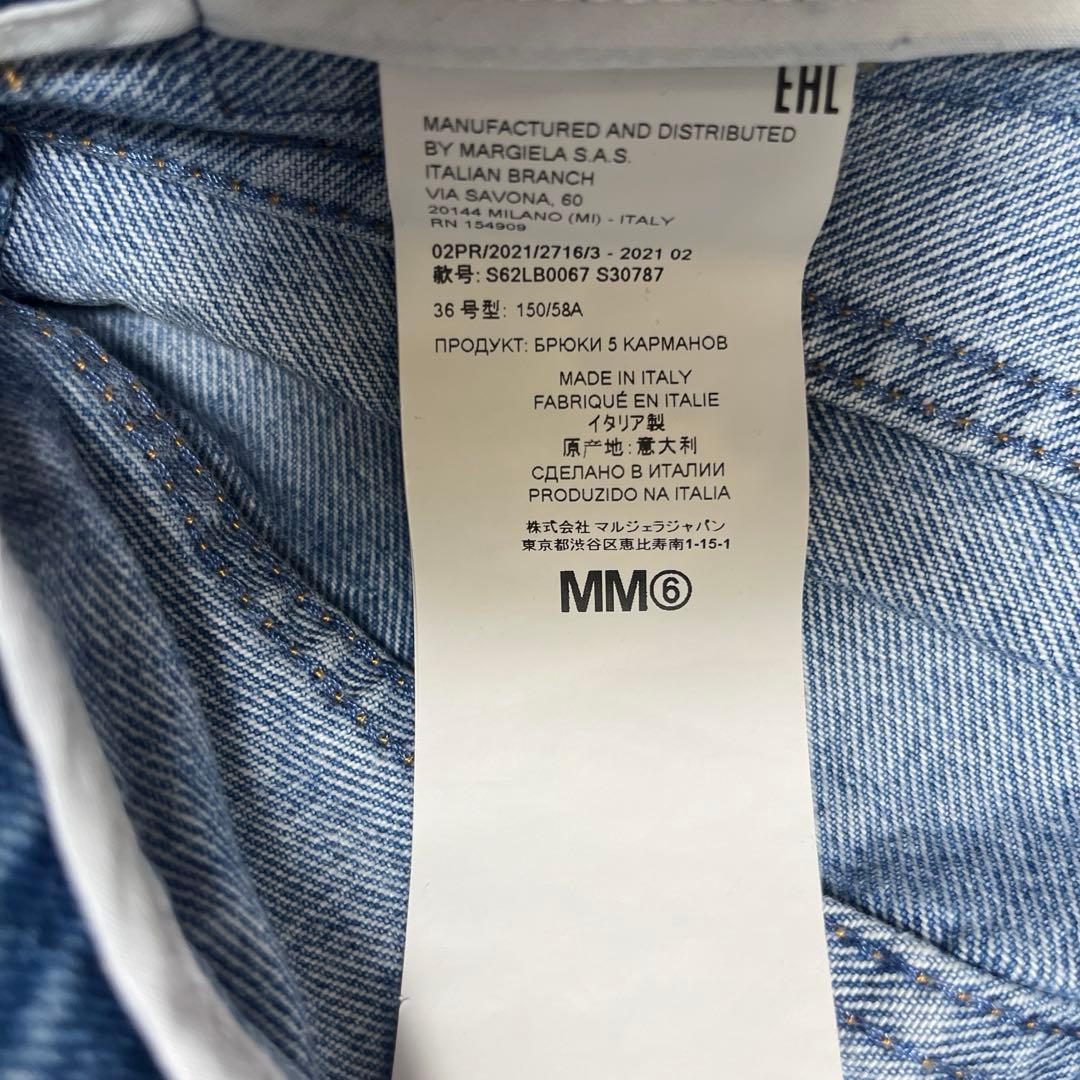 EAC
MANUFACTURED AND DISTRIBUTED
BY MARGIELA S.A.S.
ITALIAN BRANCH
VIA SAVONA, 60
20144 MILANO (MI) - ITALY
RN 154909
02PR/2021/2716/3 - 2021 02
款号: S62LB0067 S30787
36 号型: 150/58A
ПРОДУКТ: БРЮКИ 5 КАРМАНОВ
MADE IN ITALY
FABRIQUÉ EN ITALIE
イタリア製
原产地: 意大利
СДЕЛАНО В ИТАЛИИ
PRODUZIDO NA ITALIA
株式会社 マルジェラジャパン
東京都渋谷区恵比寿南1-15-1
MM⑥